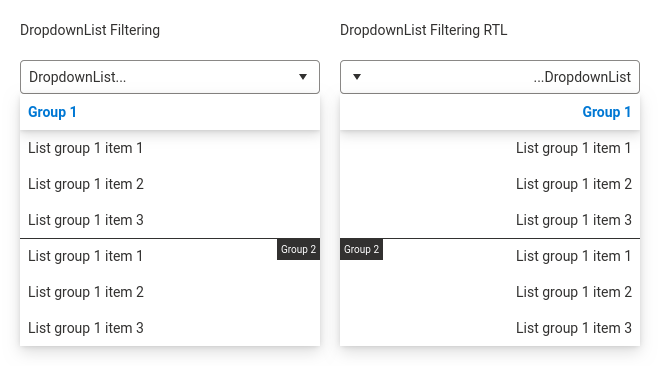 DropdownList Filtering
DropdownList...
Group 1
List group 1 item 1
List group 1 item 2
List group 1 item 3
Group 2
List group 1 item 1
List group 1 item 2
List group 1 item 3
DropdownList Filtering RTL
...DropdownList
Group 1
List group 1 item 1
List group 1 item 2
List group 1 item 3
Group 2
List group 1 item 1
List group 1 item 2
List group 1 item 3